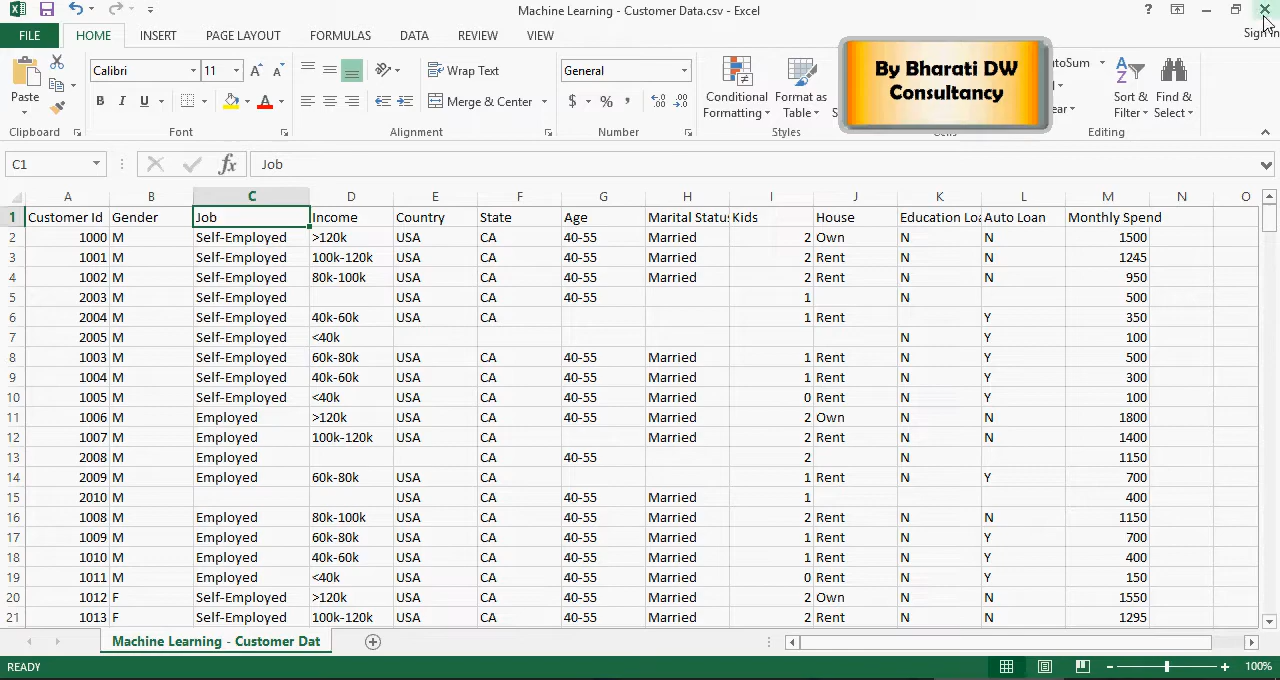 Machine Learning - Customer Data.csv - Excel
?
Sign in
FILE HOME INSERT PAGE LAYOUT FORMULAS DATA REVIEW VIEW
By Bharati DW
Consultancy
Paste
Calibri 11
B I U
Wrap Text
Merge & Center
General
$ % ,
Conditional
Formatting
Format as
Table
Sort &
Filter
Find &
Select
Clipboard Font Alignment Number Styles Cells Editing
C1 fx Job
A B C D E F G H I J K L M N O
1 Customer Id Gender Job Income Country State Age Marital Status Kids House Education Loa Auto Loan Monthly Spend
2 1000 M Self-Employed >120k USA CA 40-55 Married 2 Own N N 1500
3 1001 M Self-Employed 100k-120k USA CA 40-55 Married 2 Rent N N 1245
4 1002 M Self-Employed 80k-100k USA CA 40-55 Married 2 Rent N N 950
5 2003 M Self-Employed USA CA 40-55 1 N 500
6 2004 M Self-Employed 40k-60k USA CA 1 Rent Y 350
7 2005 M Self-Employed <40k N Y 100
8 1003 M Self-Employed 60k-80k USA CA 40-55 Married 1 Rent N Y 500
9 1004 M Self-Employed 40k-60k USA CA 40-55 Married 1 Rent N Y 300
10 1005 M Self-Employed <40k USA CA 40-55 Married 0 Rent N Y 100
11 1006 M Employed >120k USA CA 40-55 Married 2 Own N N 1800
12 1007 M Employed 100k-120k USA CA Married 2 Rent N N 1400
13 2008 M Employed CA 40-55 2 N 1150
14 2009 M Employed 60k-80k USA CA 1 Rent N Y 700
15 2010 M USA CA 40-55 Married 1 400
16 1008 M Employed 80k-100k USA CA 40-55 Married 2 Rent N N 1150
17 1009 M Employed 60k-80k USA CA 40-55 Married 1 Rent N Y 700
18 1010 M Employed 40k-60k USA CA 40-55 Married 1 Rent N Y 400
19 1011 M Employed <40k USA CA 40-55 Married 0 Rent N Y 150
20 1012 F Self-Employed >120k USA CA 40-55 Married 2 Own N N 1550
21 1013 F Self-Employed 100k-120k USA CA 40-55 Married 2 Rent N N 1295
Machine Learning - Customer Dat
READY 100%